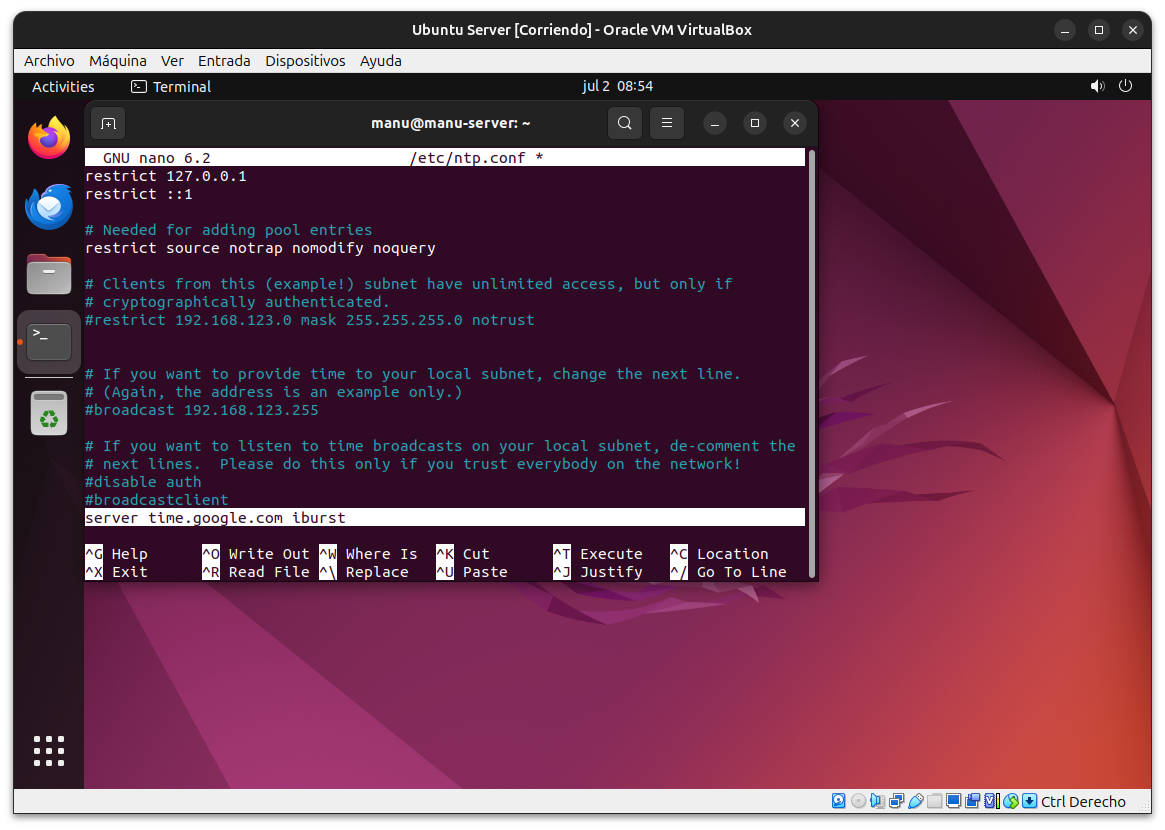 Ubuntu Server [Corriendo] - Oracle VM VirtualBox
Archivo Máquina Ver Entrada Dispositivos Ayuda
Activities Terminal jul 2 08:54
manu@manu-server: ~
GNU nano 6.2 /etc/ntp.conf *
restrict 127.0.0.1
restrict ::1
# Needed for adding pool entries
restrict source notrap nomodify noquery
# Clients from this (example!) subnet have unlimited access, but only if
# cryptographically authenticated.
#restrict 192.168.123.0 mask 255.255.255.0 notrust
# If you want to provide time to your local subnet, change the next line.
# (Again, the address is an example only.)
#broadcast 192.168.123.255
# If you want to listen to time broadcasts on your local subnet, de-comment the
# next lines.  Please do this only if you trust everybody on the network!
#disable auth
#broadcastclient
server time.google.com iburst
^G Help ^O Write Out ^W Where Is ^K Cut ^T Execute ^C Location
^X Exit ^R Read File ^\ Replace ^U Paste ^J Justify ^/ Go To Line
Ctrl Derecho